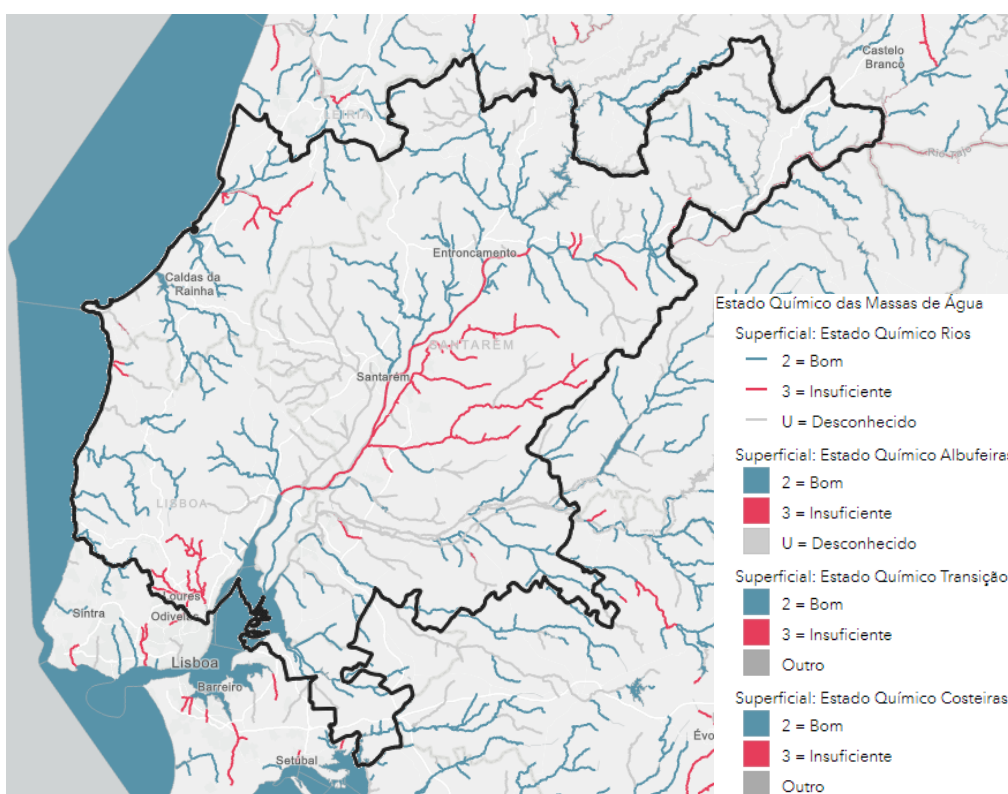 Castelo
Branco
LEIRIA
Rio Tajo
Entroncamento
Caldas da
Rainha
SANTARÉM
Santarém
LISBOA
Loures
Sintra
Odivelas
Lisboa
Barreiro
Setúbal
Évo
Estado Químico das Massas de Água
Superficial: Estado Químico Rios
2 = Bom
3 = Insuficiente
U = Desconhecido
Superficial: Estado Químico Albufeiras
2 = Bom
3 = Insuficiente
U = Desconhecido
Superficial: Estado Químico Transição
2 = Bom
3 = Insuficiente
Outro
Superficial: Estado Químico Costeiras
2 = Bom
3 = Insuficiente
Outro